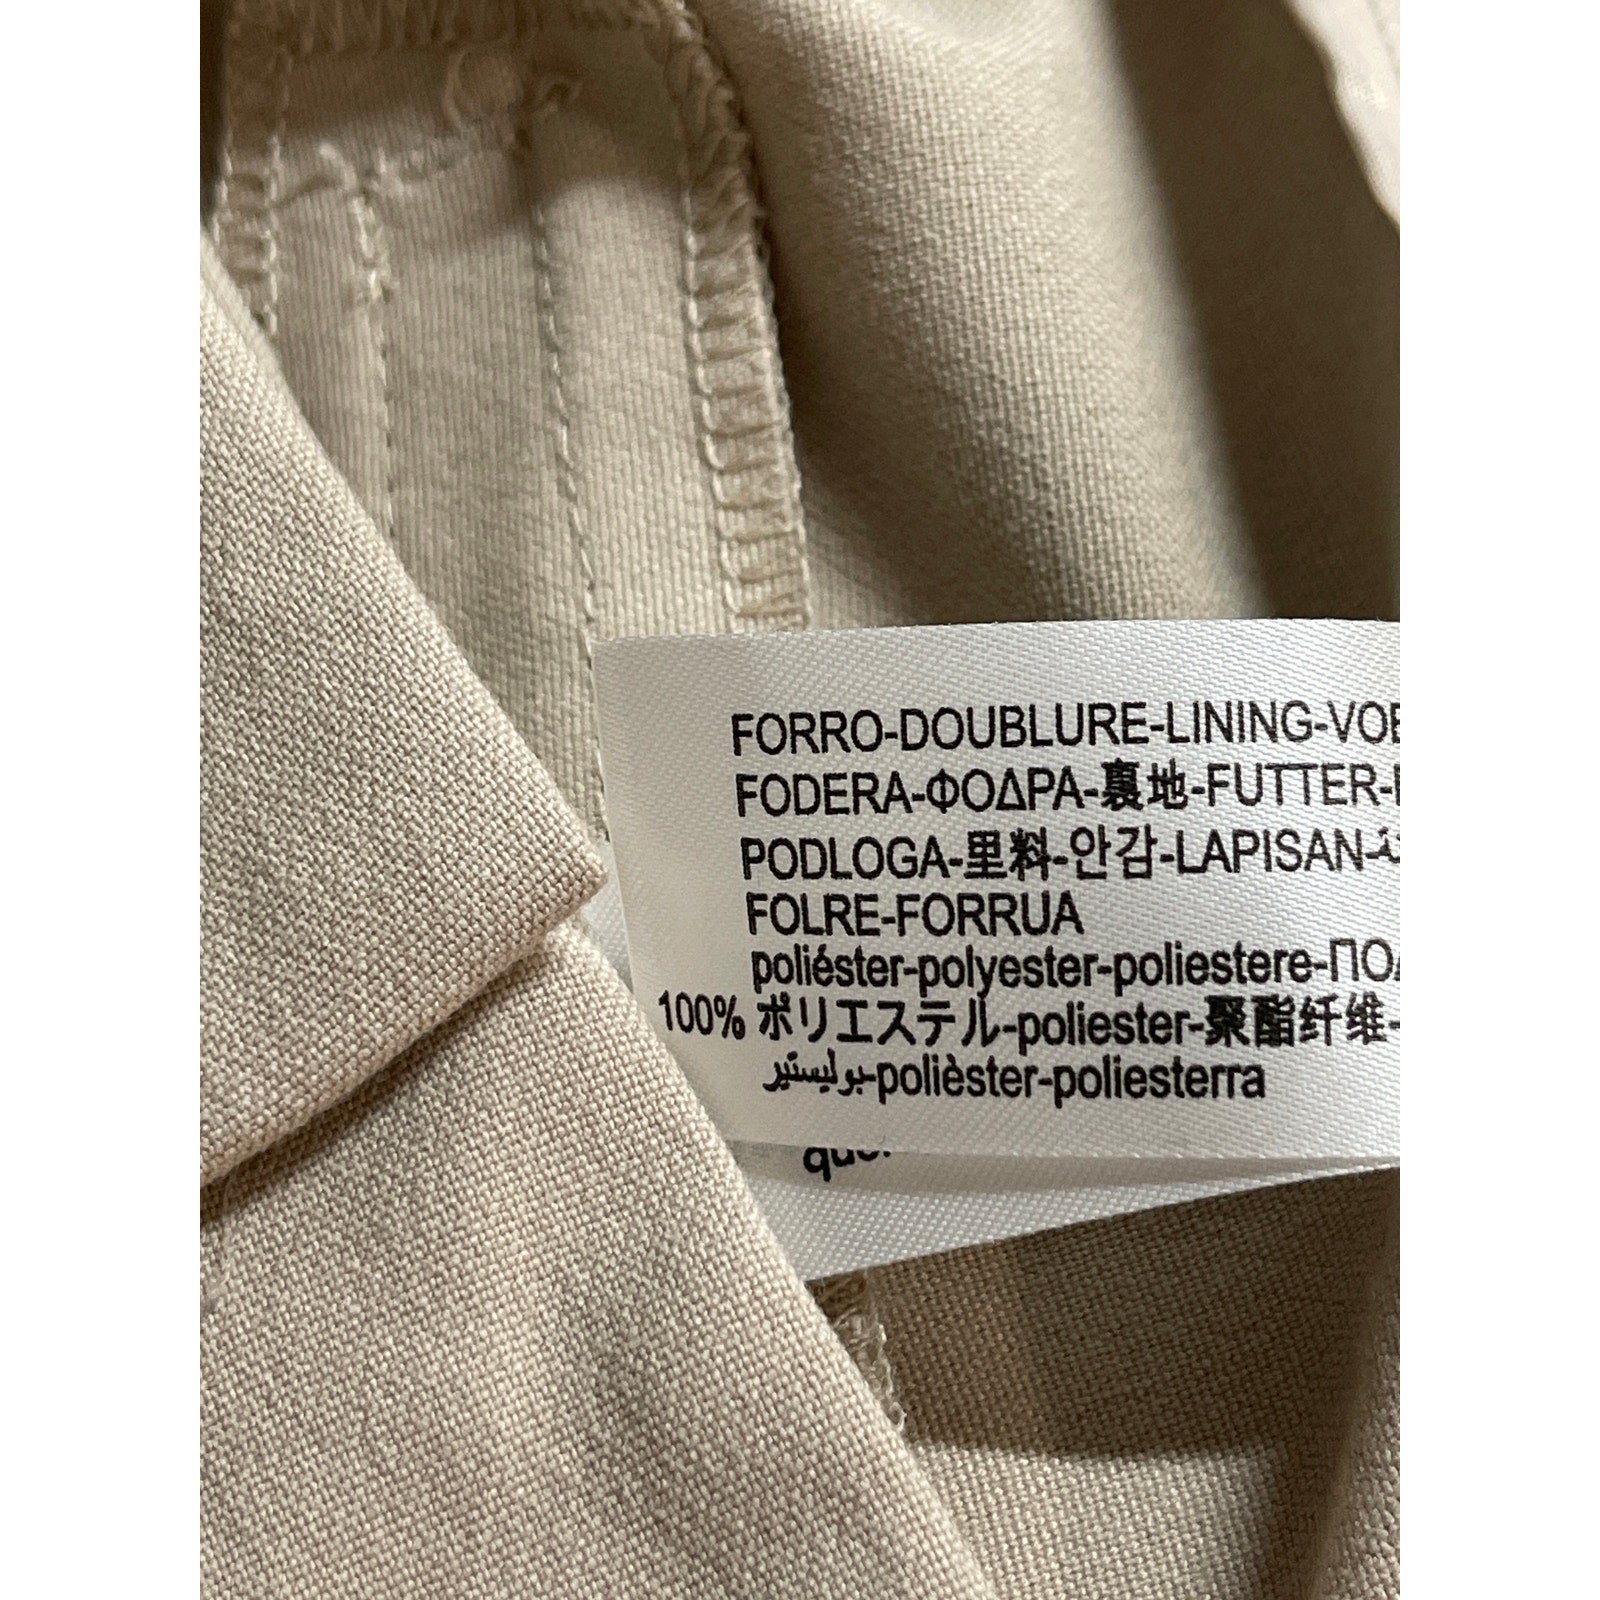 FORRO-DOUBLURE-LINING-VOE
FODERA-ΦΟΔΡΑ-裏地-FUTTER-
PODLOGA-里料-안감-LAPISAN-
FOLRE-FORRUA
poliéster-polyester-poliestere-ΠΟΛ
100% ポリエステル-poliester-聚酯纤维-
بوليستير-polièster-poliesterra